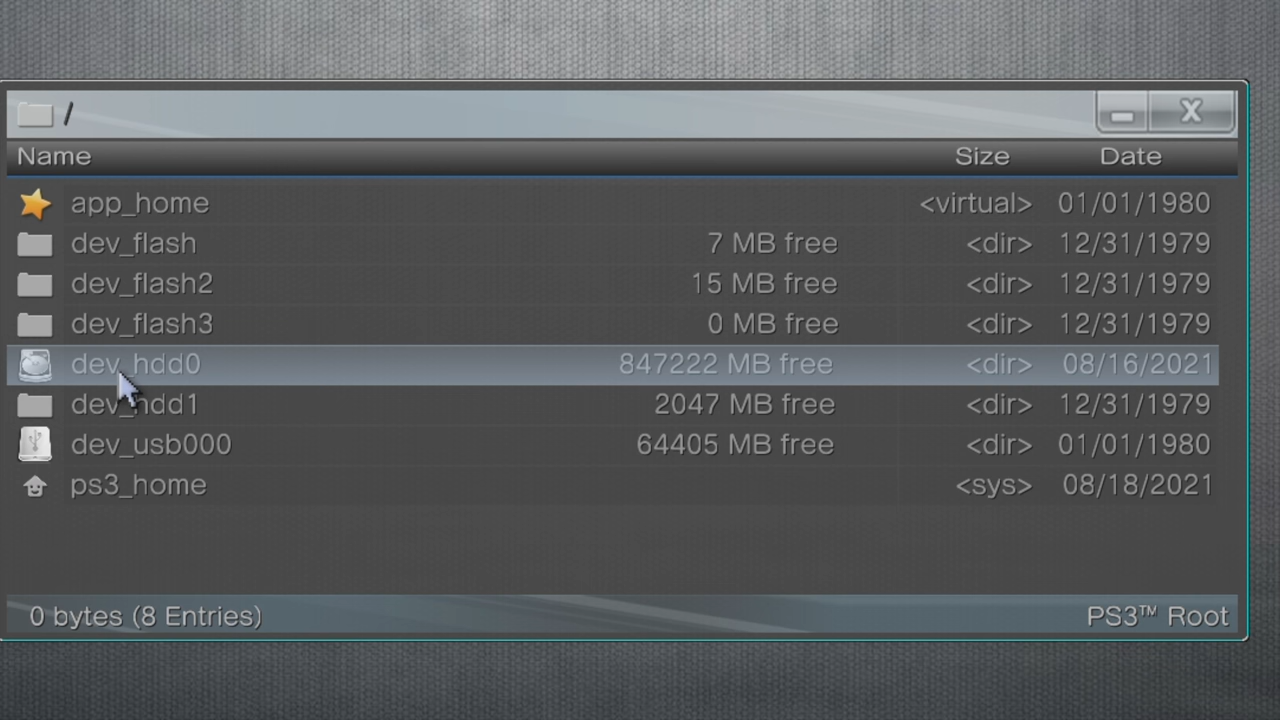 /
Name Size Date
app_home <virtual> 01/01/1980
dev_flash 7 MB free <dir> 12/31/1979
dev_flash2 15 MB free <dir> 12/31/1979
dev_flash3 0 MB free <dir> 12/31/1979
dev_hdd0 847222 MB free <dir> 08/16/2021
dev_hdd1 2047 MB free <dir> 12/31/1979
dev_usb000 64405 MB free <dir> 01/01/1980
ps3_home <sys> 08/18/2021
0 bytes (8 Entries) PS3™ Root